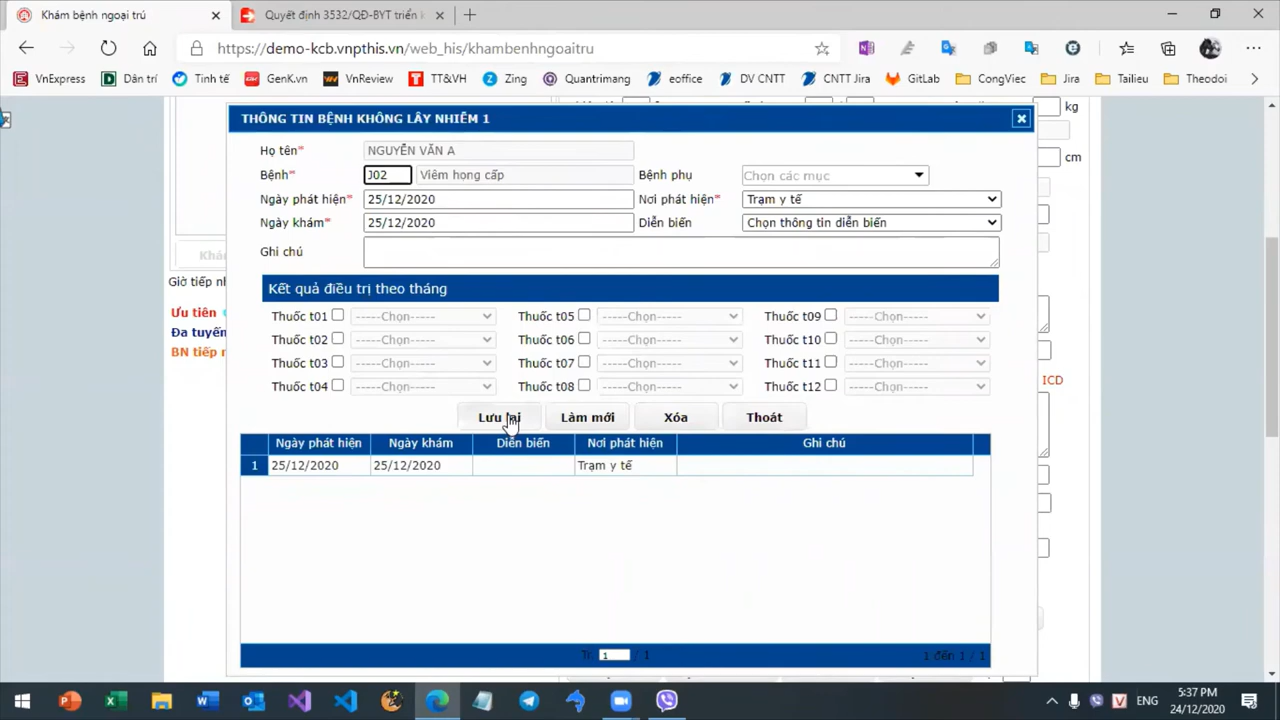 Khám bệnh ngoại trú
Quyết định 3532/QĐ-BYT triển k
https://demo-kcb.vnpthis.vn/web_his/khambenhngoaitru
VnExpress Dân trí Tinh tế GenK.vn VnReview TT&VH Zing Quantrimang eoffice DV CNTT CNTT Jira GitLab CongViec Jira Tailieu Theodoi
kg
THÔNG TIN BỆNH KHÔNG LÂY NHIỄM 1
Họ tên NGUYỄN VĂN A
cm
Bệnh* J02 Viêm họng cấp Bệnh phụ Chọn các mục
Ngày phát hiện* 25/12/2020 Nơi phát hiện* Trạm y tế
Ngày khám* 25/12/2020 Diễn biến Chọn thông tin diễn biến
Ghi chú
Khá
Giờ tiếp nh
Kết quả điều trị theo tháng
Ưu tiên
Đa tuyến
BN tiếp n
Thuốc t01 -----Chọn----- Thuốc t05 -----Chọn----- Thuốc t09 -----Chọn-----
Thuốc t02 -----Chọn----- Thuốc t06 -----Chọn----- Thuốc t10 -----Chọn-----
Thuốc t03 -----Chọn----- Thuốc t07 -----Chọn----- Thuốc t11 -----Chọn-----
Thuốc t04 -----Chọn----- Thuốc t08 -----Chọn----- Thuốc t12 -----Chọn-----
ICD
Lưu lại Làm mới Xóa Thoát
Ngày phát hiện Ngày khám Diễn biến Nơi phát hiện Ghi chú
1 25/12/2020 25/12/2020 Trạm y tế
Tr. 1 / 1 1 đến 1 / 1
ENG
5:37 PM
24/12/2020